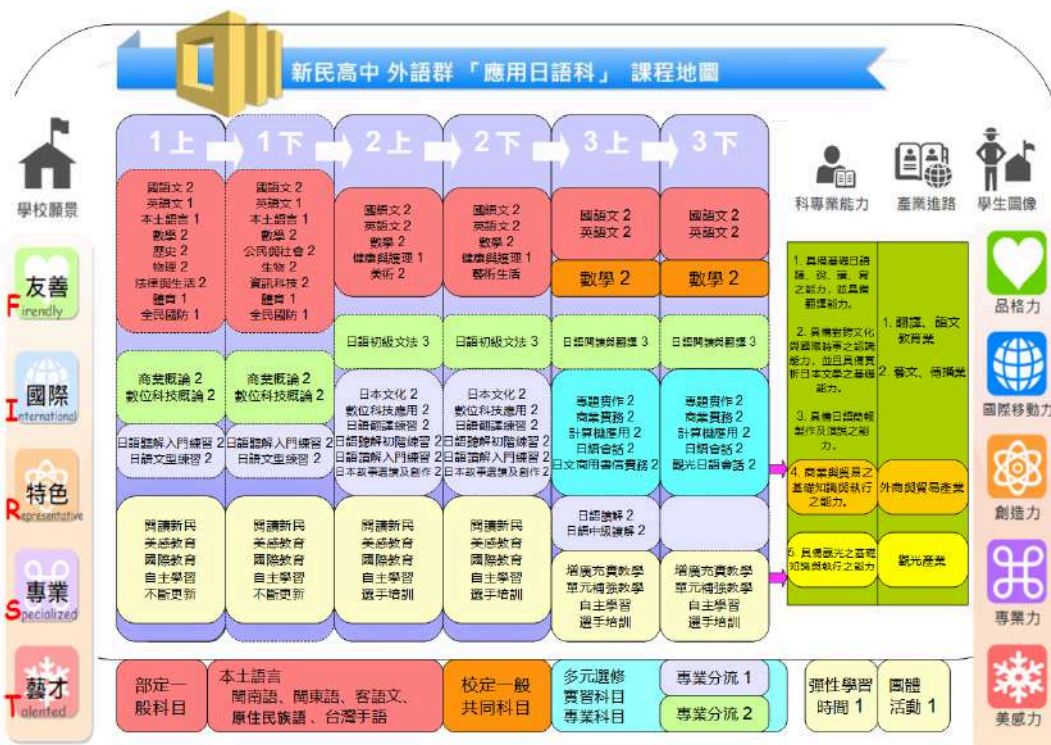 新民高中 外語群 「應用日語科」 課程地圖
學校願景
友善
Firendly
國際
International
特色
Representative
專業
Specialized
藝才
Talented
1上
國語文 2
英語文 1
本土語言 1
數學 2
歷史 2
物理 2
法律與生活 2
體育 1
全民國防 1
商業概論 2
數位科技概論 2
日語聽解入門練習 2
日語文型練習 2
閱讀新民
美感教育
國際教育
自主學習
不斷更新
1下
國語文 2
英語文 1
本土語言 1
數學 2
公民與社會 2
生物 2
資訊科技 2
體育 1
全民國防 1
商業概論 2
數位科技概論 2
日語聽解入門練習 2
日語文型練習 2
閱讀新民
美感教育
國際教育
自主學習
不斷更新
2上
國語文 2
英語文 2
數學 2
健康與護理 1
美術 2
日語初級文法 3
日本文化 2
數位科技應用 2
日語翻譯練習 2
日語聽解初階練習 2
日語讀解入門練習 2
日本故事選讀及創作 2
閱讀新民
美感教育
國際教育
自主學習
選手培訓
2下
國語文 2
英語文 2
數學 2
健康與護理 1
藝術生活
日語初級文法 3
日本文化 2
數位科技應用 2
日語翻譯練習 2
日語聽解初階練習 2
日語讀解入門練習 2
日本故事選讀及創作 2
閱讀新民
美感教育
國際教育
自主學習
選手培訓
3上
國語文 2
英語文 2
數學 2
日語閱讀與翻譯 3
專題實作 2
商業實務 2
計算機應用 2
日語會話 2
日文商用書信實務 2
日語讀解 2
日語中級讀解 2
增廣充實教學
單元補強教學
自主學習
選手培訓
3下
國語文 2
英語文 2
數學 2
日語閱讀與翻譯 3
專題實作 2
商業實務 2
計算機應用 2
日語會話 2
觀光日語會話 2
增廣充實教學
單元補強教學
自主學習
選手培訓
科專業能力
1. 具備基礎日語
聽、說、讀、寫
之能力，並具備
翻譯能力。
2. 具備對跨文化
與國際時事之認識
能力，並且具備賞
析日本文學之基礎
能力。
3. 具備日語簡報
製作及演說之能
力。
4. 商業與貿易之
基礎知識與執行
之能力。
5. 具備觀光之基礎
知識與執行之能力
產業進路
1. 翻譯、語文
教育業
2. 藝文、傳播業
外商與貿易產業
觀光產業
學生圖像
品格力
國際移動力
創造力
專業力
美感力
部定一
般科目
本土語言
閩南語、閩東語、客語文、
原住民族語、台灣手語
校定一般
共同科目
多元選修
實習科目
專業科目
專業分流 1
專業分流 2
彈性學習
時間 1
團體
活動 1